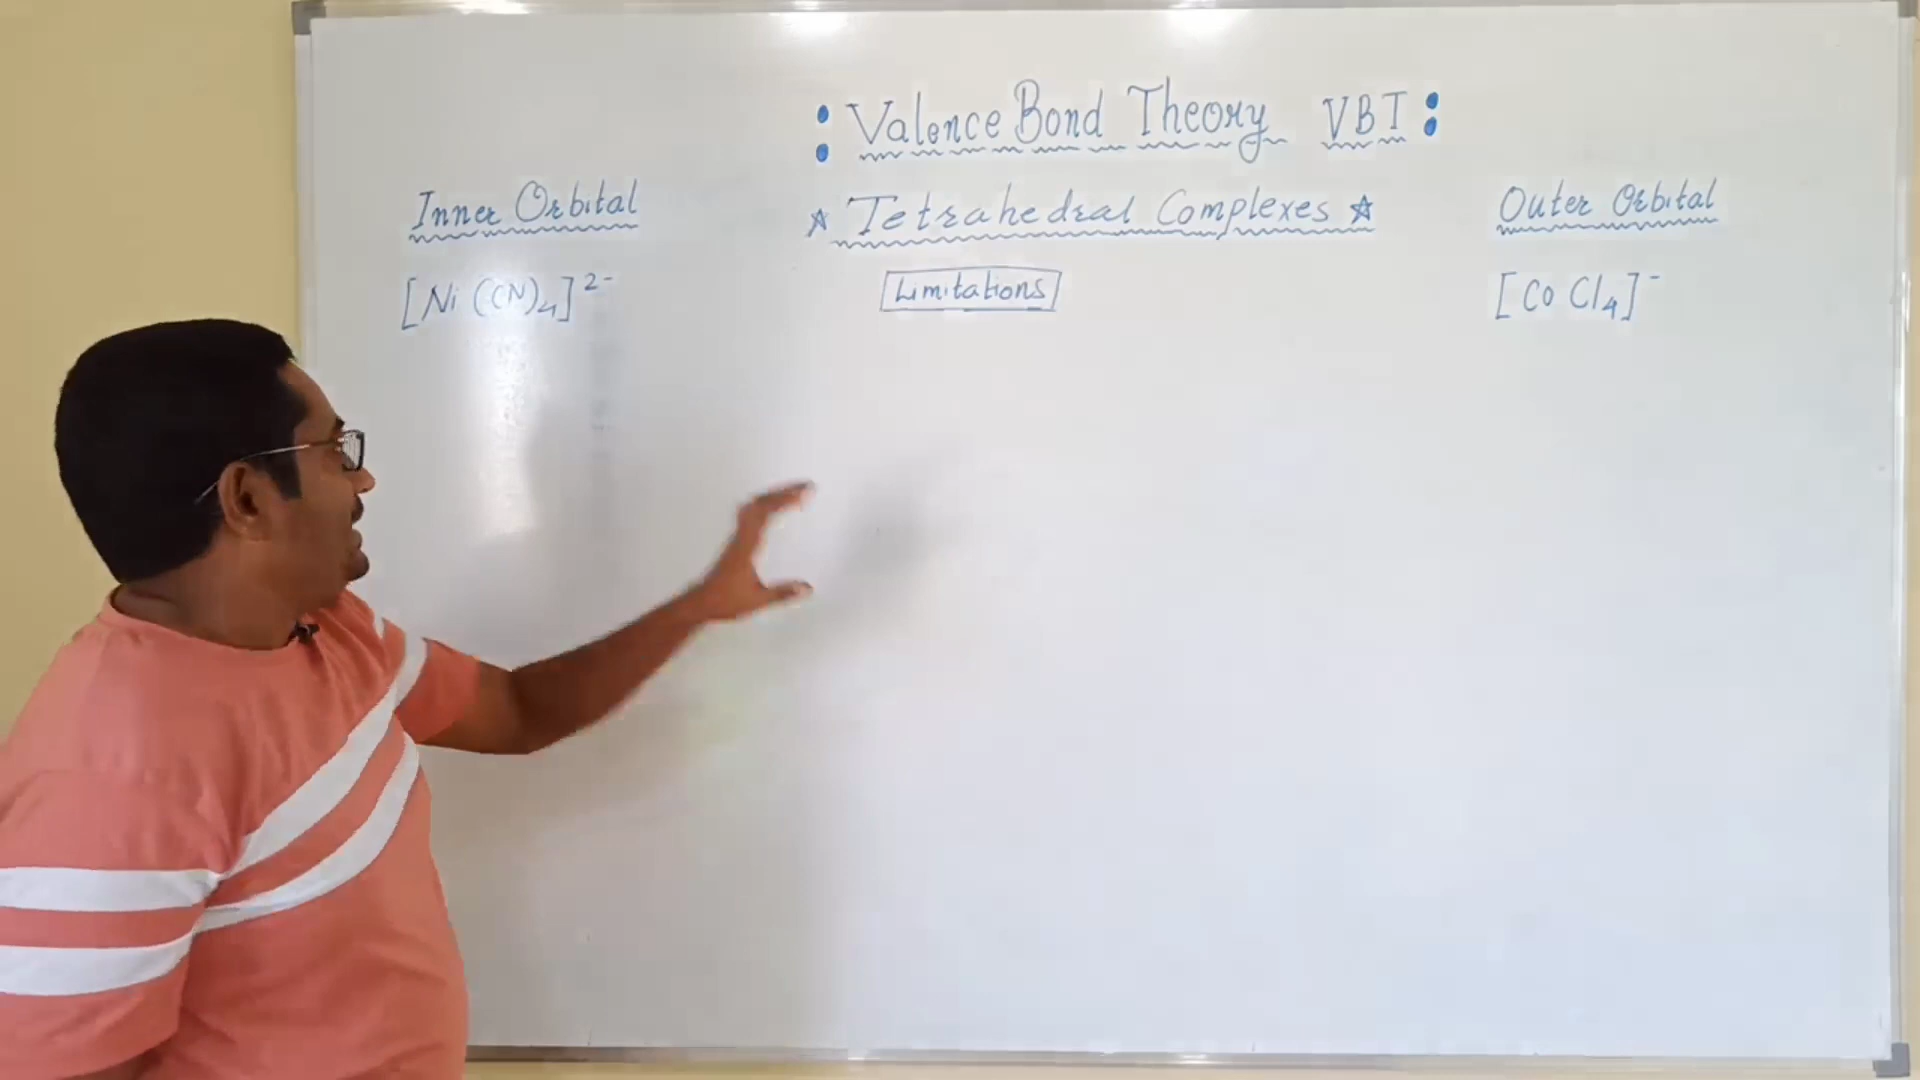 : Valence Bond Theory VBT :
Inner Orbital
☆ Tetrahedral Complexes ☆
Outer Orbital
[Ni (CN)₄]²⁻
Limitations
[Co Cl₄]⁻